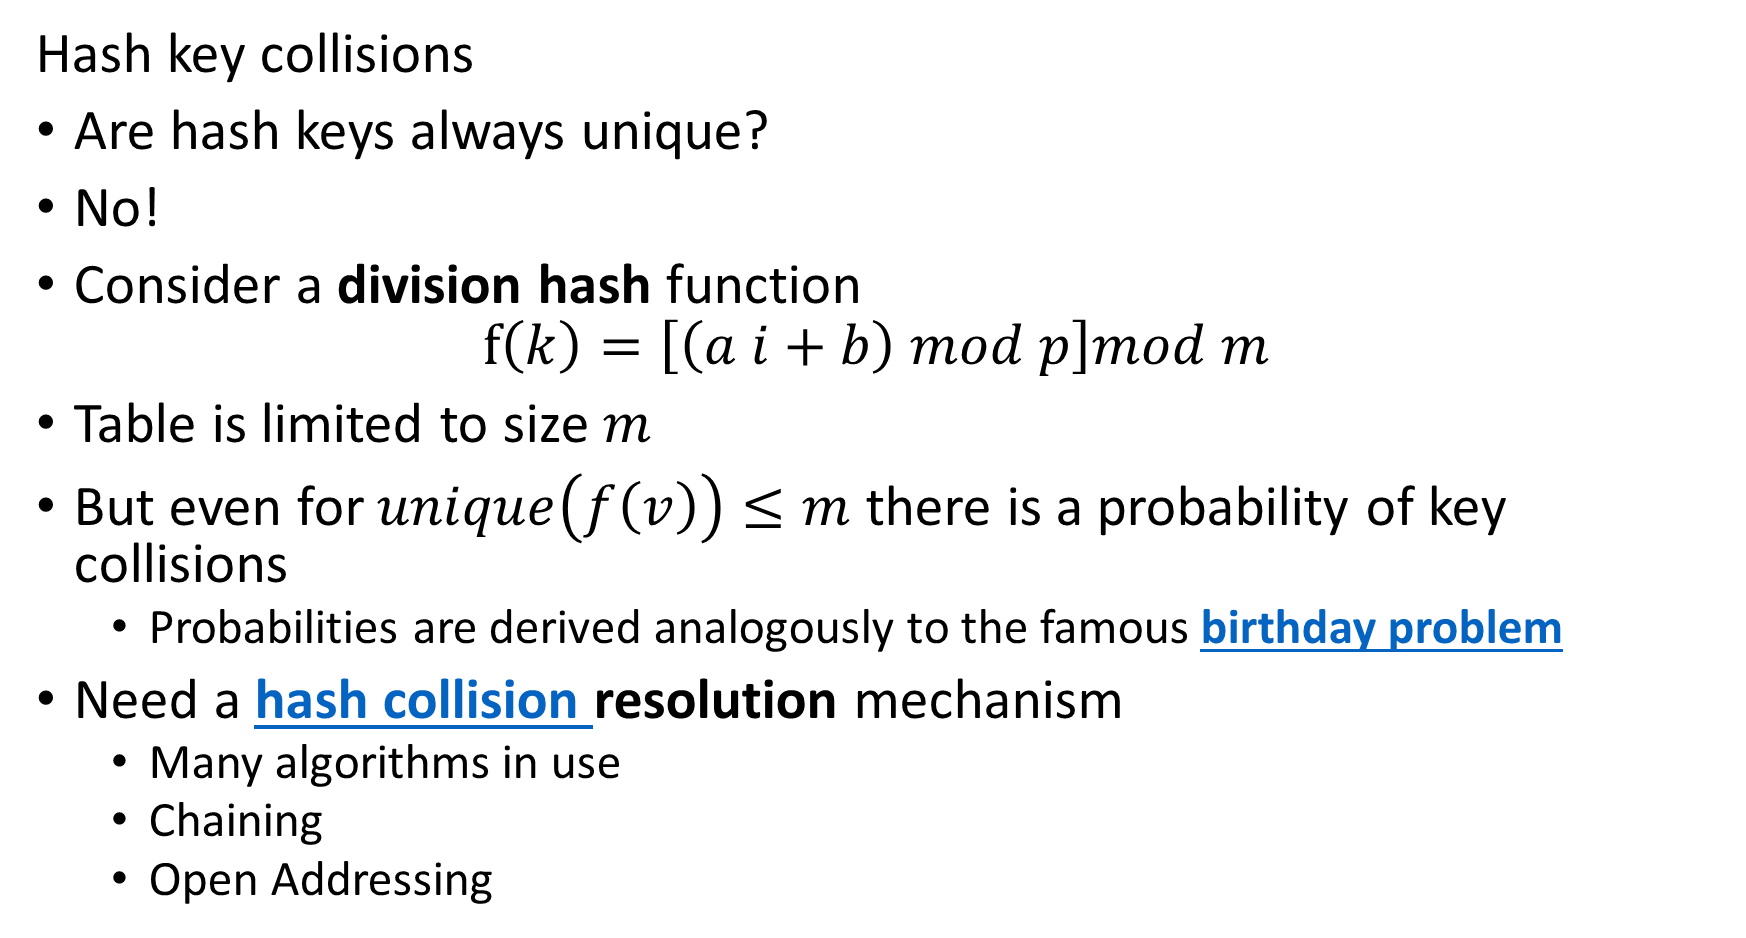 Hash key collisions
• Are hash keys always unique?
• No!
• Consider a division hash function
f(k) = [(a i + b) mod p]mod m
• Table is limited to size m
• But even for unique(f(v)) ≤ m there is a probability of key
collisions
• Probabilities are derived analogously to the famous birthday problem
• Need a hash collision resolution mechanism
• Many algorithms in use
• Chaining
• Open Addressing